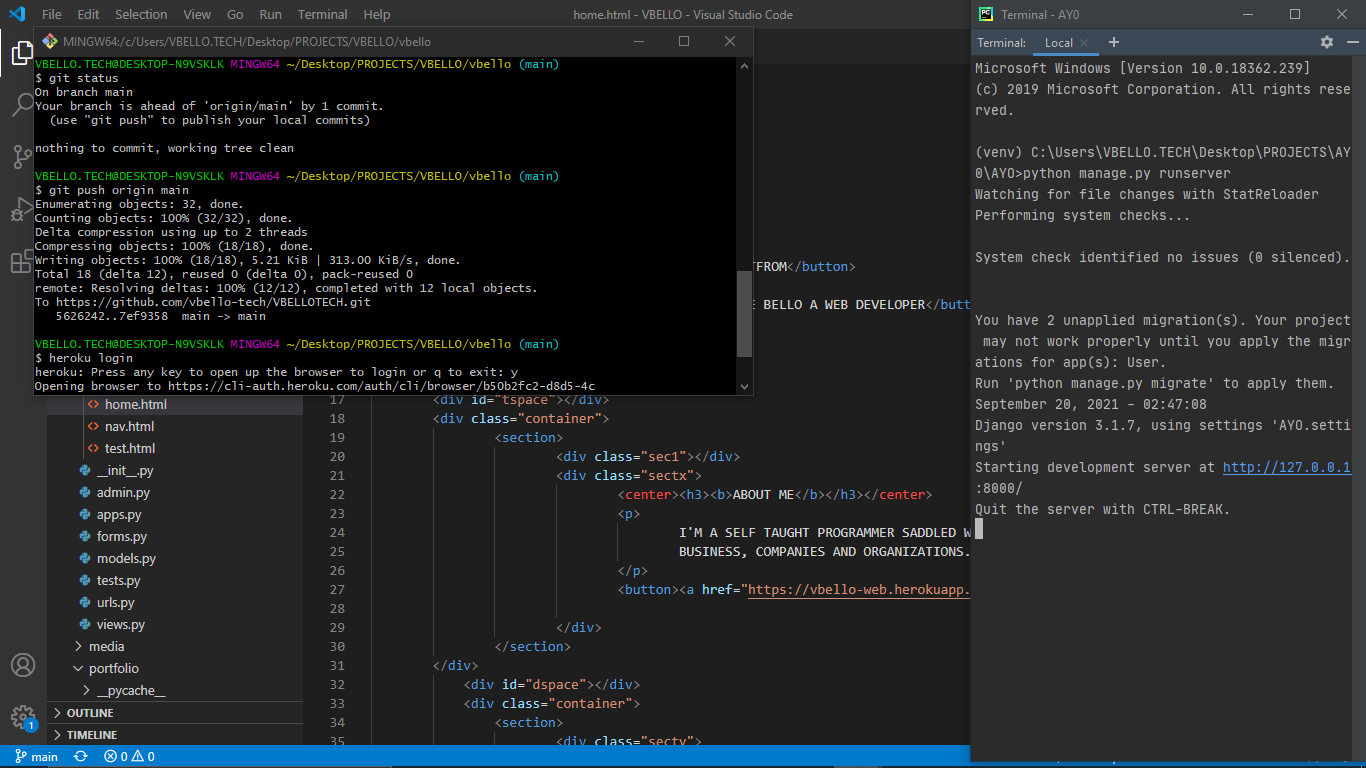 File Edit Selection View Go Run Terminal Help
home.html - VBELLO - Visual Studio Code
MINGW64:/c/Users/VBELLO.TECH/Desktop/PROJECTS/VBELLO/vbello
VBELLO.TECH@DESKTOP-N9VSKLK MINGW64 ~/Desktop/PROJECTS/VBELLO/vbello (main)
$ git status
On branch main
Your branch is ahead of 'origin/main' by 1 commit.
(use "git push" to publish your local commits)
nothing to commit, working tree clean
VBELLO.TECH@DESKTOP-N9VSKLK MINGW64 ~/Desktop/PROJECTS/VBELLO/vbello (main)
$ git push origin main
Enumerating objects: 32, done.
Counting objects: 100% (32/32), done.
Delta compression using up to 2 threads
Compressing objects: 100% (18/18), done.
Writing objects: 100% (18/18), 5.21 KiB | 313.00 KiB/s, done.
Total 18 (delta 12), reused 0 (delta 0), pack-reused 0
remote: Resolving deltas: 100% (12/12), completed with 12 local objects.
To https://github.com/vbello-tech/VBELLOTECH.git
5626242..7ef9358  main -> main
VBELLO.TECH@DESKTOP-N9VSKLK MINGW64 ~/Desktop/PROJECTS/VBELLO/vbello (main)
$ heroku login
heroku: Press any key to open up the browser to login or q to exit: y
Opening browser to https://cli-auth.heroku.com/auth/cli/browser/b50b2fc2-d8d5-4c
TFROM</button>
BELLO A WEB DEVELOPER</butt
home.html
nav.html
test.html
__init__.py
admin.py
apps.py
forms.py
models.py
tests.py
urls.py
views.py
media
portfolio
__pycache__
OUTLINE
TIMELINE
17 <div id="tspace"></div>
18 <div class="container">
19 <section>
20 <div class="sec1"></div>
21 <div class="sectx">
22 <center><h3><b>ABOUT ME</b></h3></center>
23 <p>
24 I'M A SELF TAUGHT PROGRAMMER SADDLED W
25 BUSINESS, COMPANIES AND ORGANIZATIONS.
26 </p>
27 <button><a href="https://vbello-web.herokuapp.
28
29 </div>
30 </section>
31 </div>
32 <div id="dspace"></div>
33 <div class="container">
34 <section>
35 <div class="secty">
main
0 0
1
Terminal - AY0
Terminal: Local
Microsoft Windows [Version 10.0.18362.239]
(c) 2019 Microsoft Corporation. All rights rese
rved.
(venv) C:\Users\VBELLO.TECH\Desktop\PROJECTS\AY
0\AYO>python manage.py runserver
Watching for file changes with StatReloader
Performing system checks...
System check identified no issues (0 silenced).
You have 2 unapplied migration(s). Your project
may not work properly until you apply the migr
ations for app(s): User.
Run 'python manage.py migrate' to apply them.
September 20, 2021 - 02:47:08
Django version 3.1.7, using settings 'AYO.setti
ngs'
Starting development server at http://127.0.0.1
:8000/
Quit the server with CTRL-BREAK.